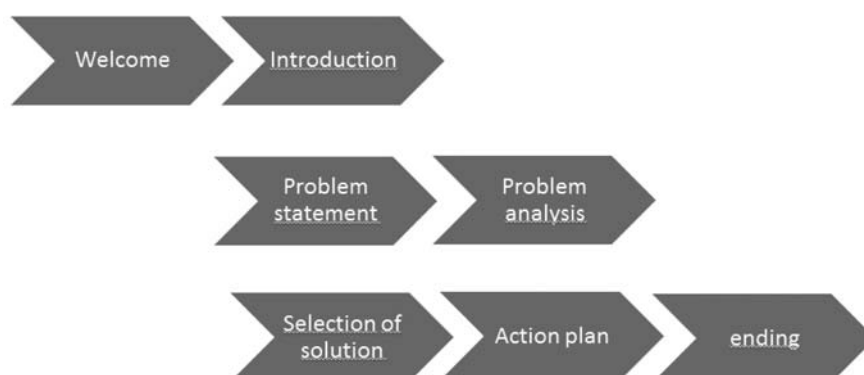 Welcome
Introduction
Problem
statement
Problem
analysis
Selection of
solution
Action plan
ending